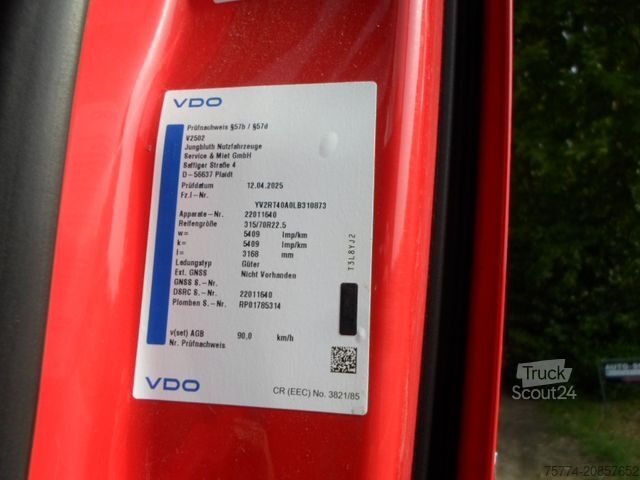 VDO
Prüfnachweis §57b / §57d
V2502
Jungbluth Nutzfahrzeuge
Service & Miet GmbH
Saffiger Straße 4
D-56637 Plaidt
Prüfdatum 12.04.2025
Fz.I-Nr.
YV2RT40A0LB310873
Apparate-Nr. 22011640
Reifengröße 315/70R22.5
w= 5409 Imp/km
k= 5409 Imp/km
l= 3168 mm
Ladungstyp Güter
Ext. GNSS Nicht Vorhanden
GNSS S.-Nr.
DSRC S.-Nr. 22011640
Plomben S.-Nr. RP01785314
T3L8YJ2
v(set) AGB 90,0 km/h
Nr. Prüfnachweis
VDO
CR (EEC) No. 3821/85
Truck
Scout24
75774-20857652